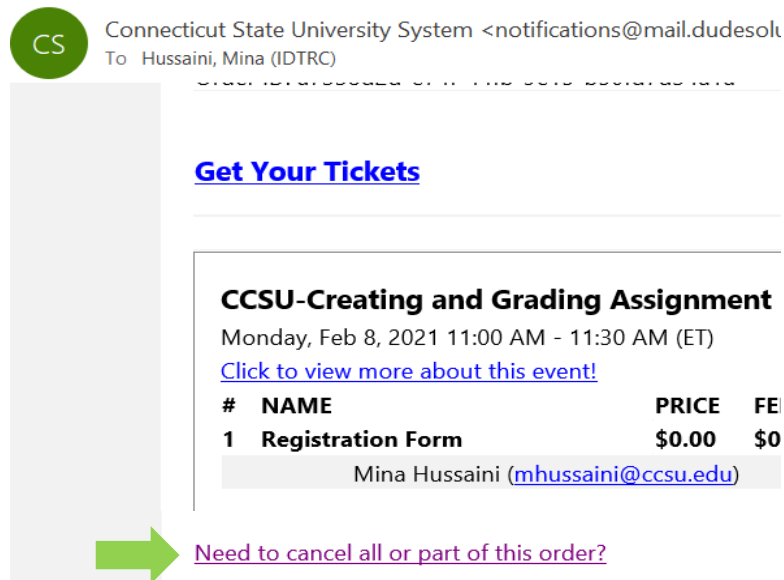 CS
Connecticut State University System <notifications@mail.dudesolu
To Hussaini, Mina (IDTRC)
Get Your Tickets
CCSU-Creating and Grading Assignment
Monday, Feb 8, 2021 11:00 AM - 11:30 AM (ET)
Click to view more about this event!
# NAME PRICE
1 Registration Form $0.00 $0
Mina Hussaini (mhussaini@ccsu.edu)
Need to cancel all or part of this order?